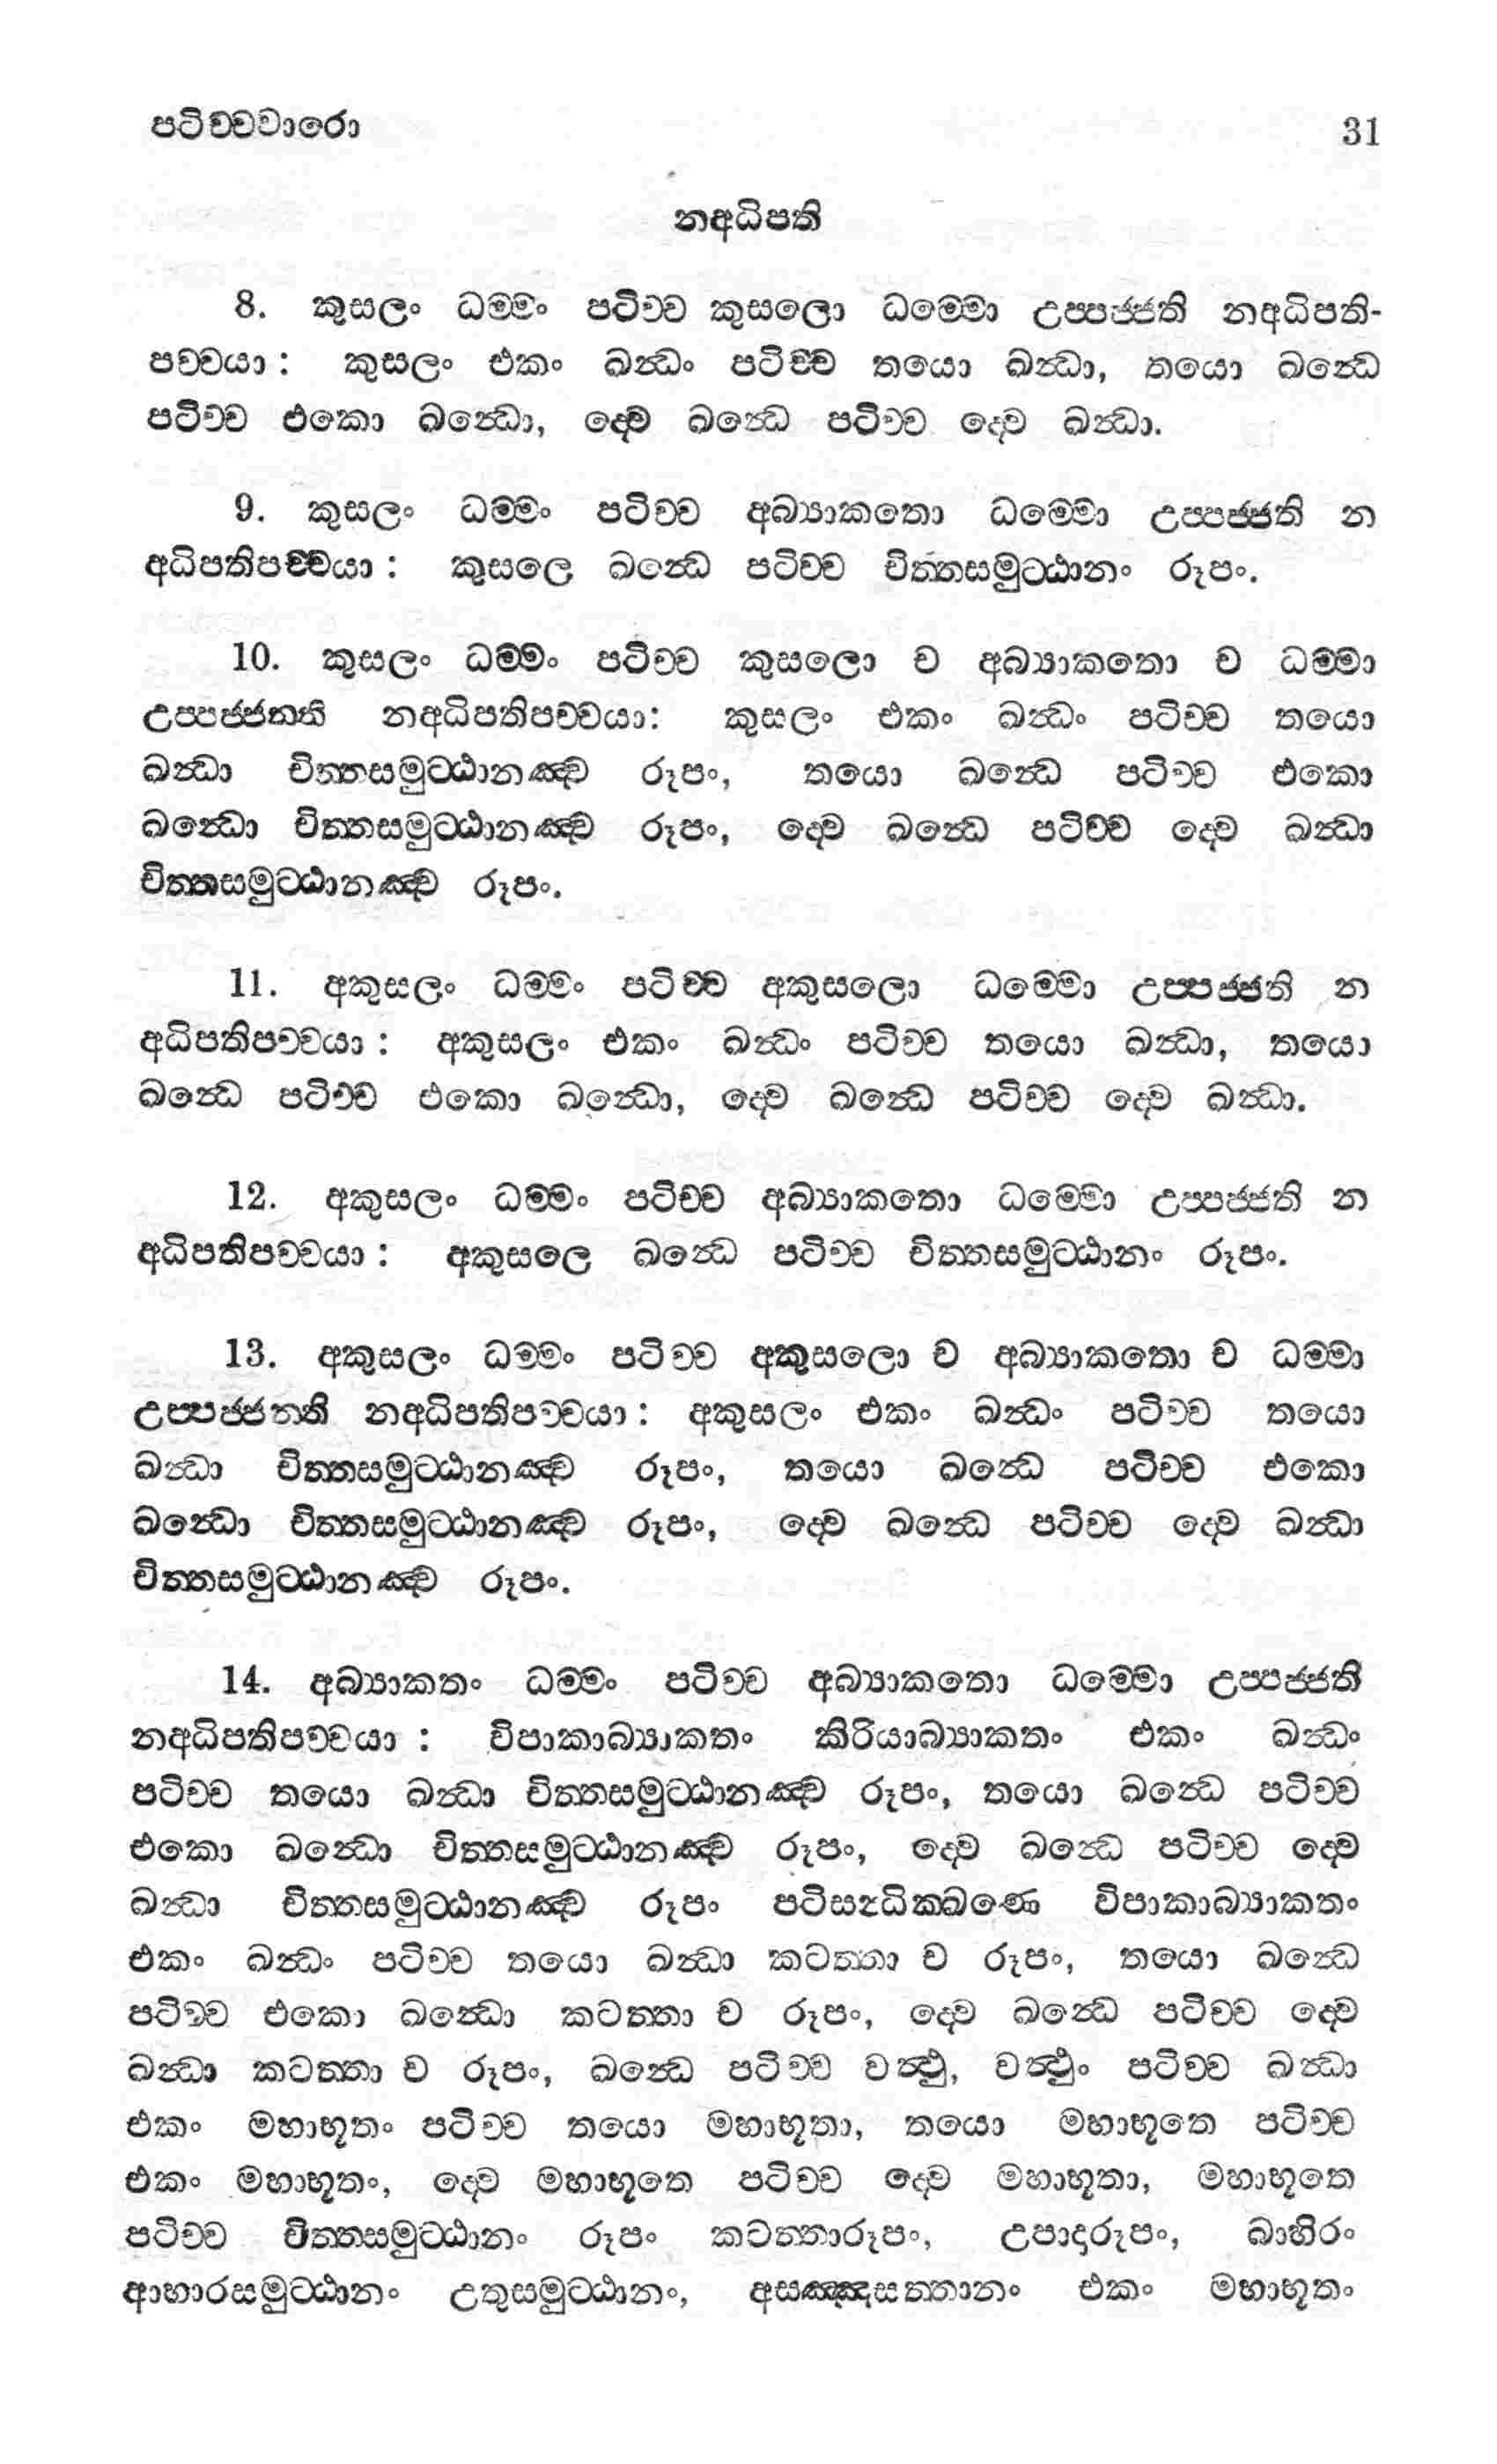 පටිච්චවාරො 31
නඅධිපති
8. කුසලං ධම්මං පටිච්ච කුසලො ධම්මො උප්පජ්ජති නඅධිපති-
පච්චයා : කුසලං එකං ඛන්ධං පටිච්ච තයො ඛන්ධා, තයො ඛන්ධෙ
පටිච්ච එකො ඛන්ධො, ද්වෙ ඛන්ධෙ පටිච්ච ද්වෙ ඛන්ධා.
9. කුසලං ධම්මං පටිච්ච අබ්‍යාකතො ධම්මො උප්පජ්ජති න
අධිපතිපච්චයා : කුසලෙ ඛන්ධෙ පටිච්ච චිත්තසමුට්ඨානං රූපං.
10. කුසලං ධම්මං පටිච්ච කුසලො ච අබ්‍යාකතො ච ධම්මා
උප්පජ්ජන්ති නඅධිපතිපච්චයා: කුසලං එකං ඛන්ධං පටිච්ච තයො
ඛන්ධා චිත්තසමුට්ඨානඤ්ච රූපං, තයො ඛන්ධෙ පටිච්ච එකො
ඛන්ධො චිත්තසමුට්ඨානඤ්ච රූපං, ද්වෙ ඛන්ධෙ පටිච්ච ද්වෙ ඛන්ධා
චිත්තසමුට්ඨානඤ්ච රූපං.
11. අකුසලං ධම්මං පටිච්ච අකුසලො ධම්මො උප්පජ්ජති න
අධිපතිපච්චයා : අකුසලං එකං ඛන්ධං පටිච්ච තයො ඛන්ධා, තයො
ඛන්ධෙ පටිච්ච එකො ඛන්ධො, ද්වෙ ඛන්ධෙ පටිච්ච ද්වෙ ඛන්ධා.
12. අකුසලං ධම්මං පටිච්ච අබ්‍යාකතො ධම්මො උප්පජ්ජති න
අධිපතිපච්චයා : අකුසලෙ ඛන්ධෙ පටිච්ච චිත්තසමුට්ඨානං රූපං.
13. අකුසලං ධම්මං පටිච්ච අකුසලො ච අබ්‍යාකතො ච ධම්මා
උප්පජ්ජන්ති නඅධිපතිපච්චයා: අකුසලං එකං ඛන්ධං පටිච්ච තයො
ඛන්ධා චිත්තසමුට්ඨානඤ්ච රූපං, තයො ඛන්ධෙ පටිච්ච එකො
ඛන්ධො චිත්තසමුට්ඨානඤ්ච රූපං, ද්වෙ ඛන්ධෙ පටිච්ච ද්වෙ ඛන්ධා
චිත්තසමුට්ඨානඤ්ච රූපං.
14. අබ්‍යාකතං ධම්මං පටිච්ච අබ්‍යාකතො ධම්මො උප්පජ්ජති
නඅධිපතිපච්චයා : විපාකාබ්‍යාකතං කිරියාබ්‍යාකතං එකං ඛන්ධං
පටිච්ච තයො ඛන්ධා චිත්තසමුට්ඨානඤ්ච රූපං, තයො ඛන්ධෙ පටිච්ච
එකො ඛන්ධො චිත්තසමුට්ඨානඤ්ච රූපං, ද්වෙ ඛන්ධෙ පටිච්ච ද්වෙ
ඛන්ධා චිත්තසමුට්ඨානඤ්ච රූපං පටිසන්ධික්ඛණෙ විපාකාබ්‍යාකතං
එකං ඛන්ධං පටිච්ච තයො ඛන්ධා කටත්තා ච රූපං, තයො ඛන්ධෙ
පටිච්ච එකො ඛන්ධො කටත්තා ච රූපං, ද්වෙ ඛන්ධෙ පටිච්ච ද්වෙ
ඛන්ධා කටත්තා ච රූපං, ඛන්ධෙ පටිච්ච වත්ථු, වත්ථුං පටිච්ච ඛන්ධා
එකං මහාභූතං පටිච්ච තයො මහාභූතා, තයො මහාභූතෙ පටිච්ච
එකං මහාභූතං, ද්වෙ මහාභූතෙ පටිච්ච ද්වෙ මහාභූතා, මහාභූතෙ
පටිච්ච චිත්තසමුට්ඨානං රූපං කටත්තාරූපං, උපාදාරූපං, බාහිරං
ආහාරසමුට්ඨානං උතුසමුට්ඨානං, අසඤ්ඤසත්තානං එකං මහාභූතං